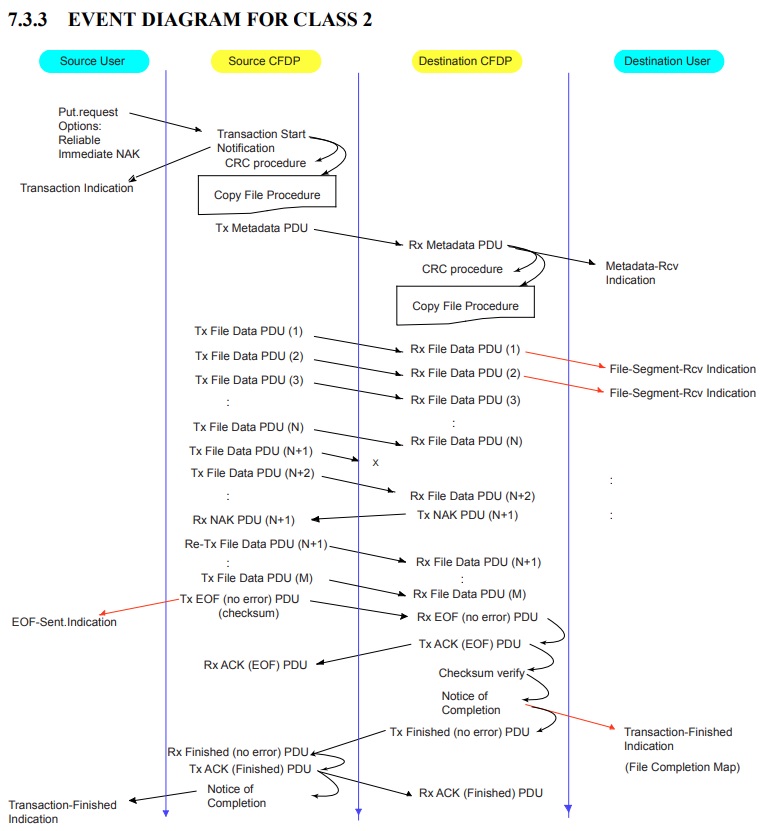 7.3.3 EVENT DIAGRAM FOR CLASS 2
Source User
Source CFDP
Destination CFDP
Destination User
Put.request
Options:
Reliable
Immediate NAK
Transaction Start
Notification
CRC procedure
Transaction Indication
Copy File Procedure
Tx Metadata PDU
Rx Metadata PDU
CRC procedure
Metadata-Rcv
Indication
Copy File Procedure
Tx File Data PDU (1)
Rx File Data PDU (1)
Tx File Data PDU (2)
File-Segment-Rcv Indication
Rx File Data PDU (2)
Tx File Data PDU (3)
File-Segment-Rcv Indication
Rx File Data PDU (3)
:
:
Tx File Data PDU (N)
Rx File Data PDU (N)
Tx File Data PDU (N+1)
x
Tx File Data PDU (N+2)
:
Rx File Data PDU (N+2)
:
Tx NAK PDU (N+1)
:
Rx NAK PDU (N+1)
Re-Tx File Data PDU (N+1)
Rx File Data PDU (N+1)
:
:
Tx File Data PDU (M)
Rx File Data PDU (M)
Tx EOF (no error) PDU
(checksum)
Rx EOF (no error) PDU
EOF-Sent.Indication
Tx ACK (EOF) PDU
Rx ACK (EOF) PDU
Checksum verify
Notice of
Completion
Tx Finished (no error) PDU
Transaction-Finished
Indication
(File Completion Map)
Rx Finished (no error) PDU
Tx ACK (Finished) PDU
Notice of
Completion
Rx ACK (Finished) PDU
Transaction-Finished
Indication